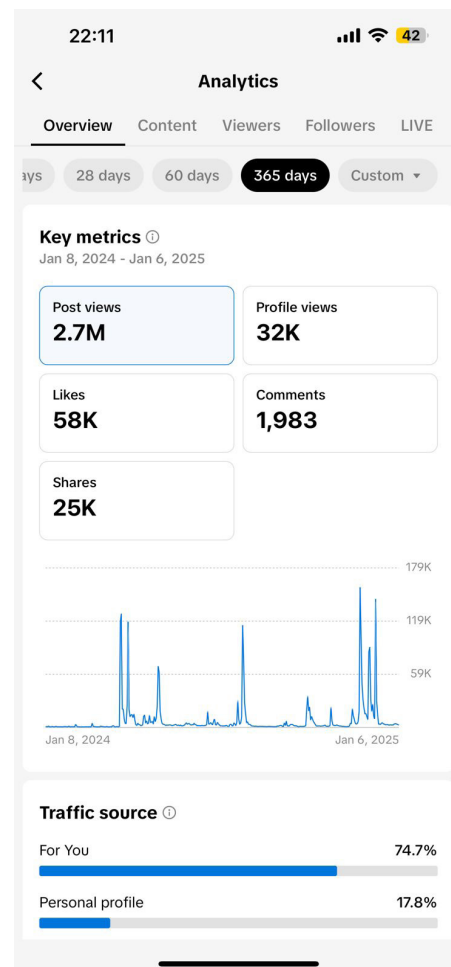 22:11
42
Analytics
Overview Content Viewers Followers LIVE
28 days 60 days 365 days Custom
Key metrics
Jan 8, 2024 - Jan 6, 2025
Post views Profile views
2.7M 32K
Likes Comments
58K 1,983
Shares
25K
179K
119K
59K
Jan 8, 2024 Jan 6, 2025
Traffic source
For You 74.7%
Personal profile 17.8%